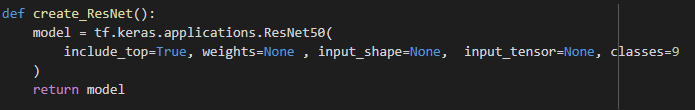 def create_ResNet():
    model = tf.keras.applications.ResNet50(
        include_top=True, weights=None , input_shape=None,  input_tensor=None, classes=9
    )
    return model